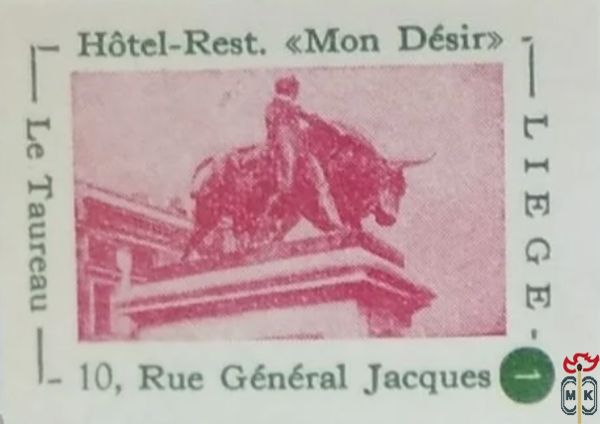 Hôtel-Rest. «Mon Désir»
Le Taureau
LIEGE
10, Rue Général Jacques
1
MK